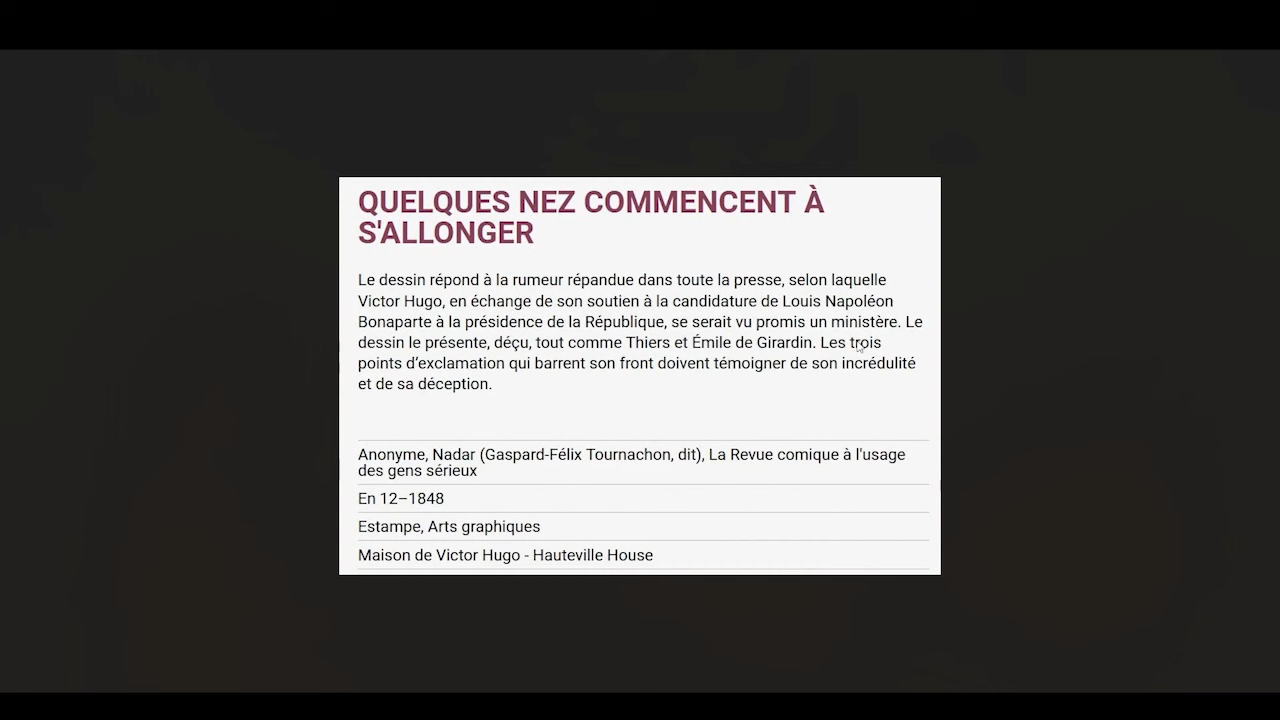 QUELQUES NEZ COMMENCENT À
S'ALLONGER
Le dessin répond à la rumeur répandue dans toute la presse, selon laquelle
Victor Hugo, en échange de son soutien à la candidature de Louis Napoléon
Bonaparte à la présidence de la République, se serait vu promis un ministère. Le
dessin le présente, déçu, tout comme Thiers et Émile de Girardin. Les trois
points d’exclamation qui barrent son front doivent témoigner de son incrédulité
et de sa déception.
Anonyme, Nadar (Gaspard-Félix Tournachon, dit), La Revue comique à l'usage
des gens sérieux
En 12–1848
Estampe, Arts graphiques
Maison de Victor Hugo - Hauteville House